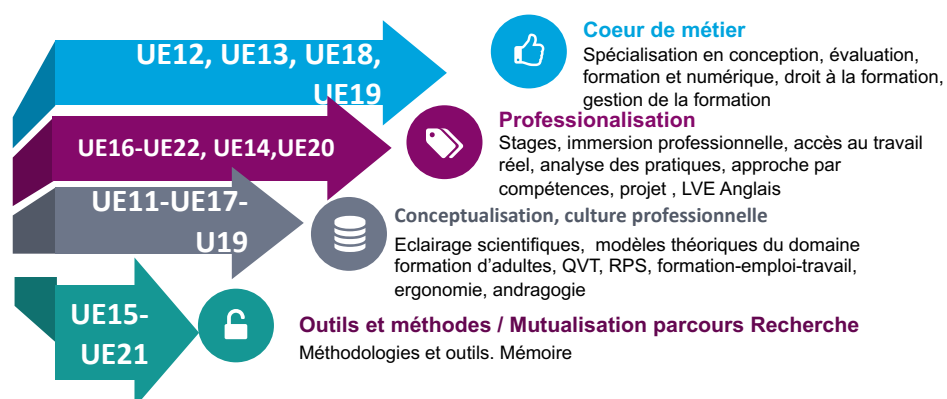 UE12, UE13, UE18,
UE19
Coeur de métier
Spécialisation en conception, évaluation,
formation et numérique, droit à la formation,
gestion de la formation
UE16-UE22, UE14,UE20
Professionalisation
Stages, immersion professionnelle, accès au travail
réel, analyse des pratiques, approche par
compétences, projet , LVE Anglais
UE11-UE17-
U19
Conceptualisation, culture professionnelle
Eclairage scientifiques, modèles théoriques du domaine
formation d'adultes, QVT, RPS, formation-emploi-travail,
ergonomie, andragogie
UE15-
UE21
Outils et méthodes / Mutualisation parcours Recherche
Méthodologies et outils. Mémoire